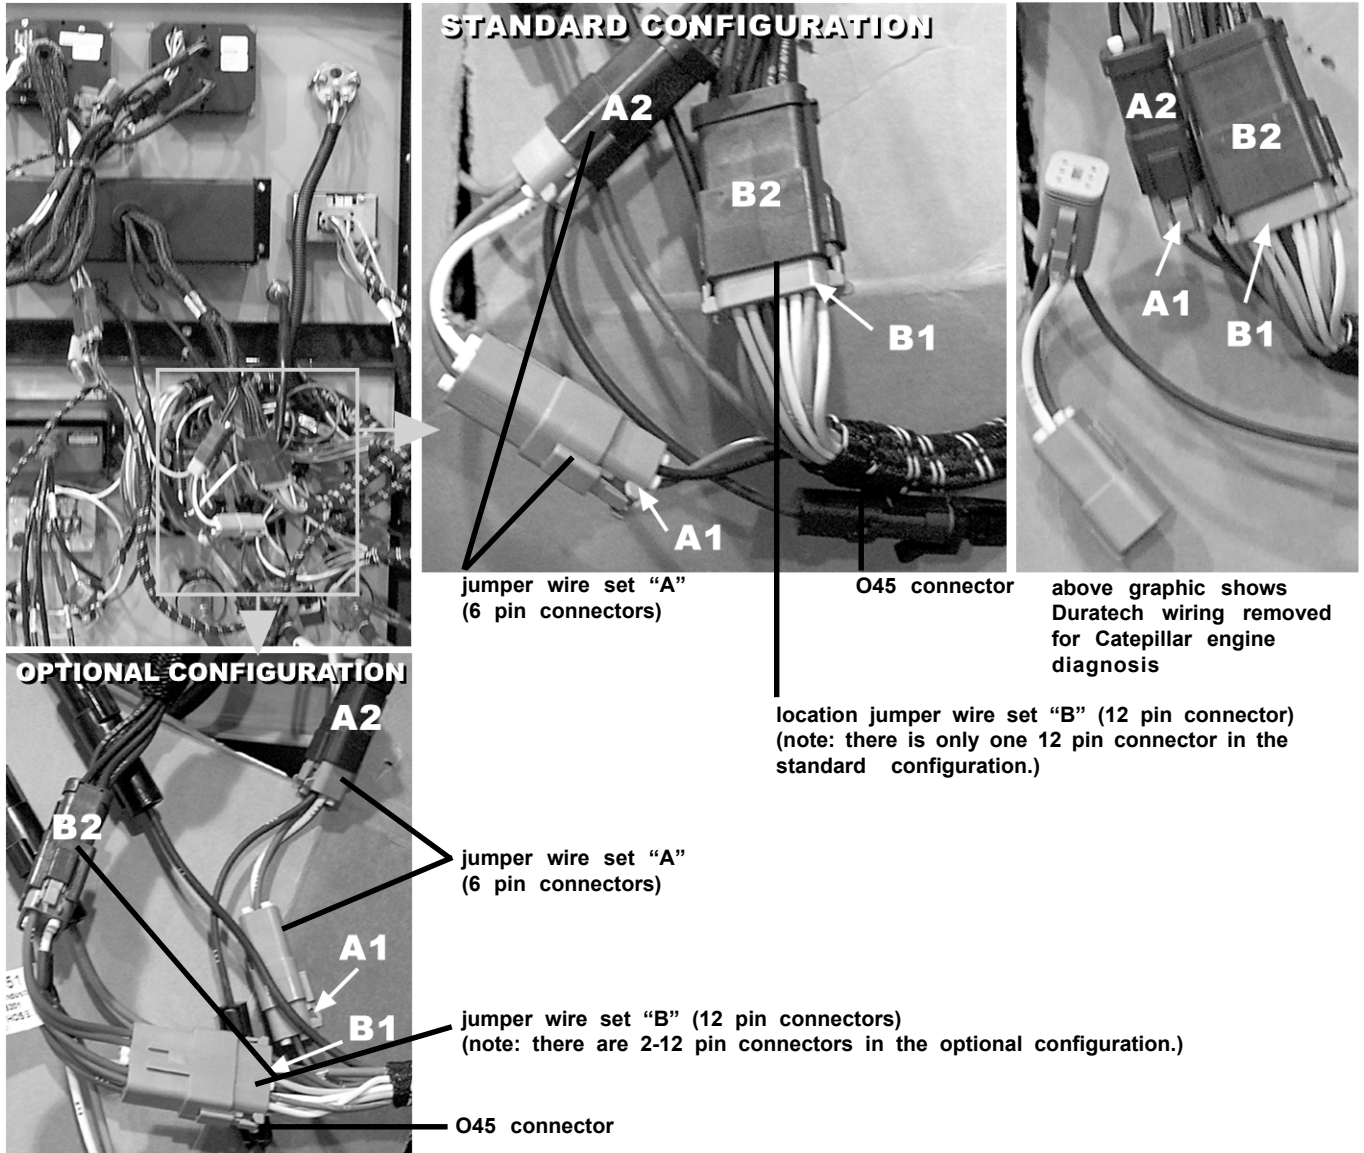 STANDARD CONFIGURATION
A2
B2
B1
A1
A2
B2
A1
B1
jumper wire set “A”
(6 pin connectors)
O45 connector
above graphic shows
Duratech wiring removed
for Catepillar engine
diagnosis
location jumper wire set “B” (12 pin connector)
(note: there is only one 12 pin connector in the
standard configuration.)
OPTIONAL CONFIGURATION
A2
B2
A1
B1
51
jumper wire set “A”
(6 pin connectors)
jumper wire set “B” (12 pin connectors)
(note: there are 2-12 pin connectors in the optional configuration.)
O45 connector